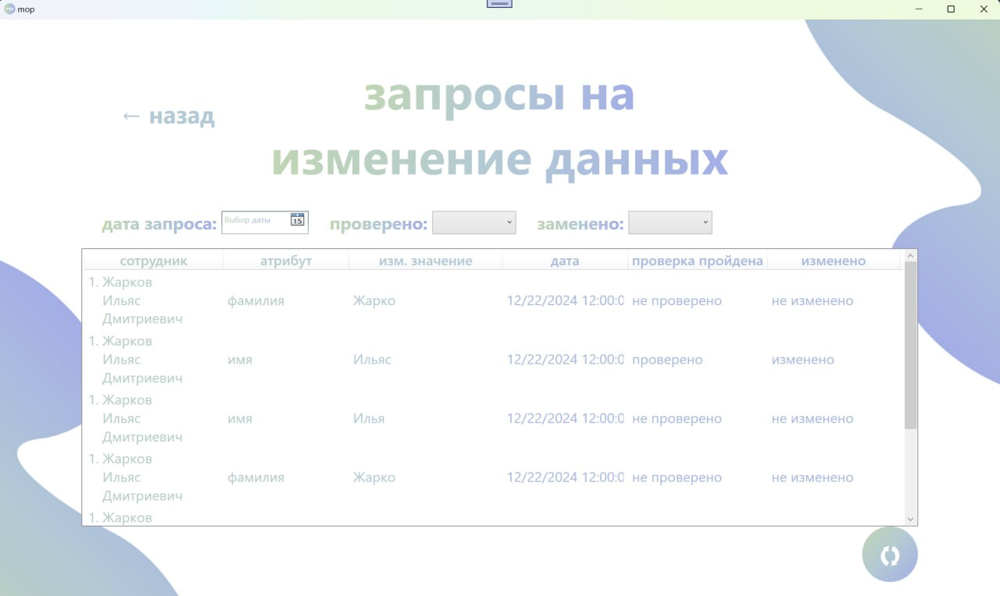 mop
запросы на
← назад
изменение данных
дата запроса: Выбор даты 15 проверено: заменено:
сотрудник атрибут изм. значение дата проверка пройдена изменено
1. Жарков
Ильяс фамилия Жарко 12/22/2024 12:00:0 не проверено не изменено
Дмитриевич
1. Жарков
Ильяс имя Ильяс 12/22/2024 12:00:0 проверено изменено
Дмитриевич
1. Жарков
Ильяс имя Илья 12/22/2024 12:00:0 не проверено не изменено
Дмитриевич
1. Жарков
Ильяс фамилия Жарко 12/22/2024 12:00:0 не проверено не изменено
Дмитриевич
1. Жарков